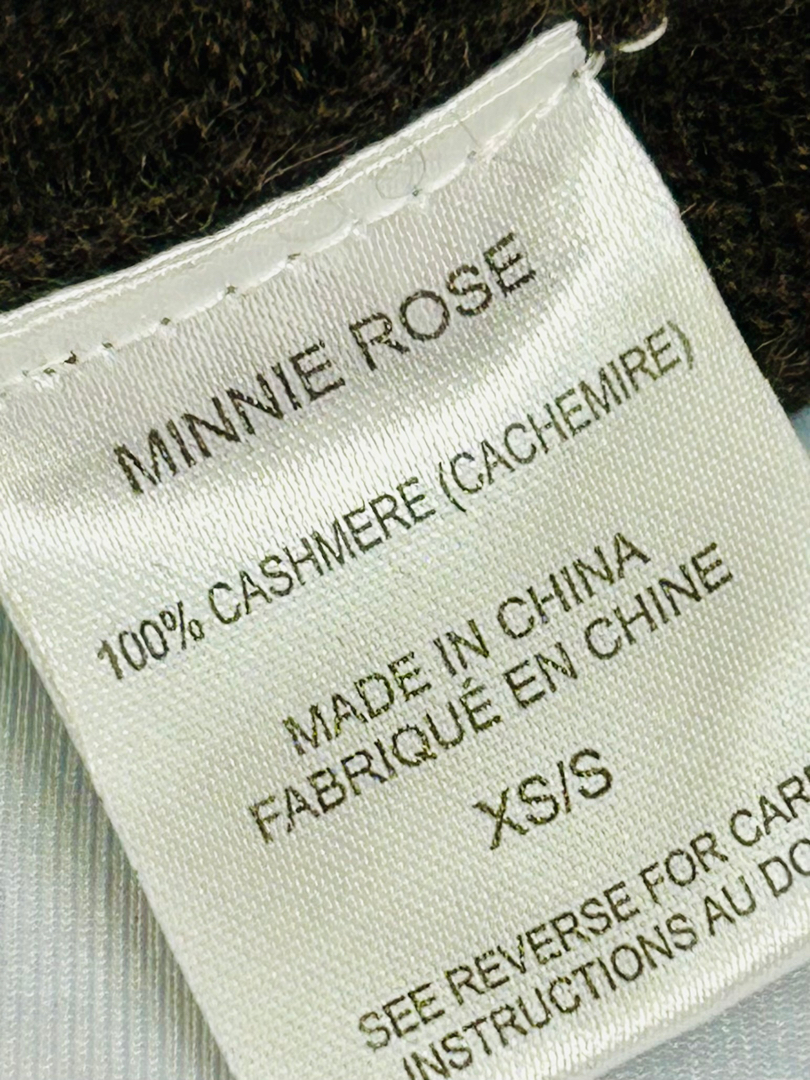 MINNIE ROSE
100% CASHMERE (CACHEMIRE)
MADE IN CHINA
FABRIQUÉ EN CHINE
XS/S
SEE REVERSE FOR
INSTRUCTIONS AU